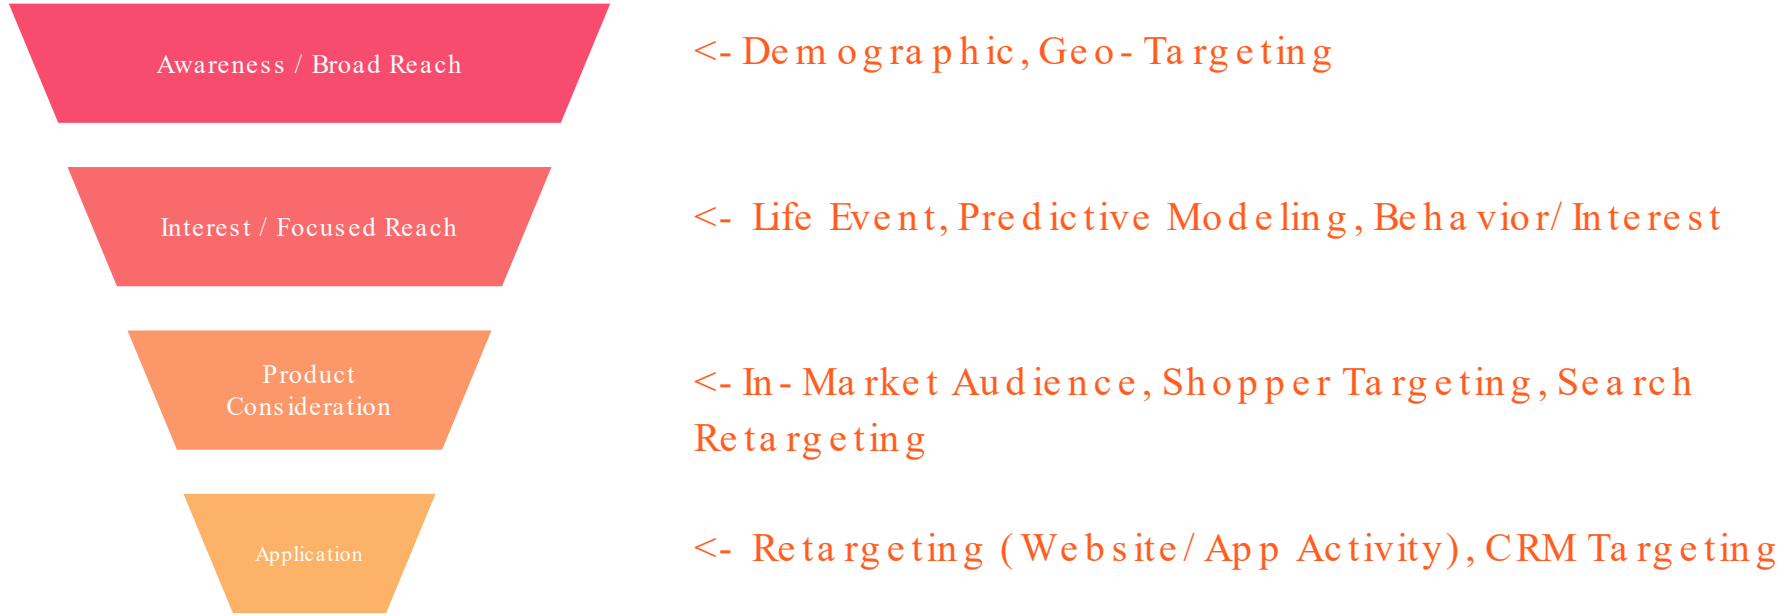 Awareness / Broad Reach
<- Demographic, Geo-Targeting
Interest / Focused Reach
<- Life Event, Predictive Modeling, Behavior/Interest
Product
Consideration
<- In-Market Audience, Shopper Targeting, Search
Retargeting
Application
<- Retargeting (Website/App Activity), CRM Targeting